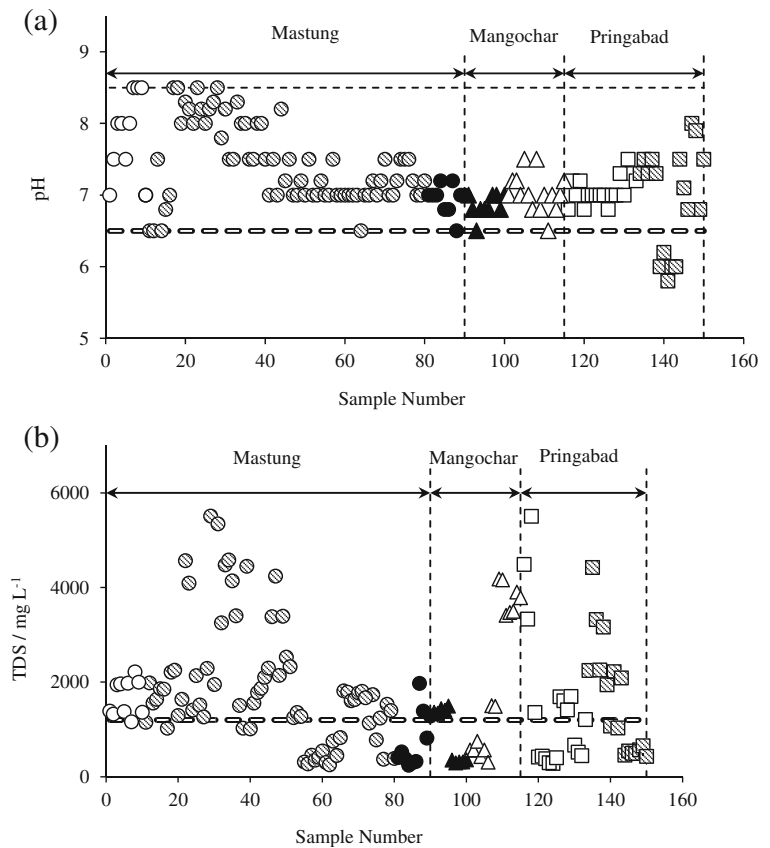 (a)
Mastung Mangochar Pringabad
9
8
7
6
5
pH
0 20 40 60 80 100 120 140 160
Sample Number
(b)
Mastung Mangochar Pringabad
6000
4000
2000
0
TDS / mg L⁻¹
0 20 40 60 80 100 120 140 160
Sample Number